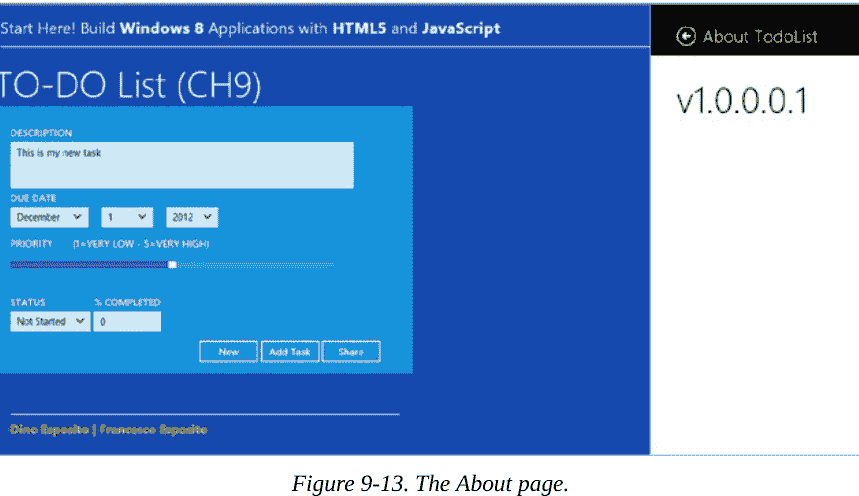 Start Here! Build Windows 8 Applications with HTML5 and JavaScript
About TodoList
TO-DO List (CH9)
v1.0.0.0.1
DESCRIPTION
This is my new task
DUE DATE
December 1 2012
PRIORITY (1=VERY LOW - 5=VERY HIGH)
STATUS % COMPLETED
Not Started 0
New Add Task Share
Dino Esposito | Francesco Esposito
Figure 9-13. The About page.